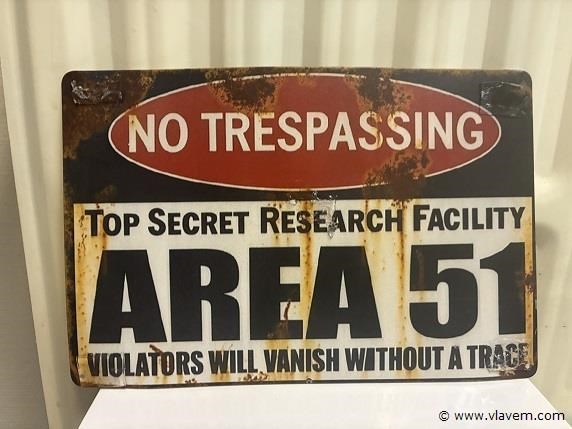 NO TRESPASSING
TOP SECRET RESEARCH FACILITY
AREA 51
VIOLATORS WILL VANISH WITHOUT A TRACE
© www.vlavem.com